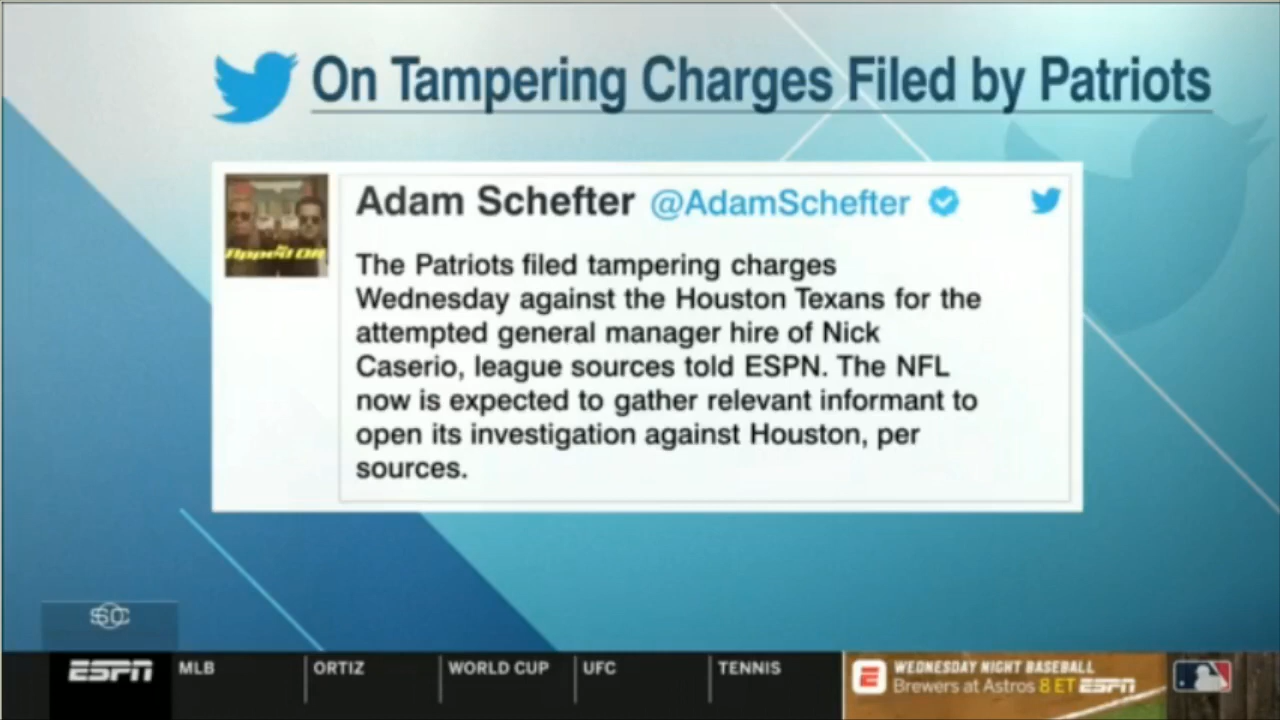 On Tampering Charges Filed by Patriots
Adam Schefter @AdamSchefter
The Patriots filed tampering charges
Wednesday against the Houston Texans for the
attempted general manager hire of Nick
Caserio, league sources told ESPN. The NFL
now is expected to gather relevant informant to
open its investigation against Houston, per
sources.
SC
ESPN MLB ORTIZ WORLD CUP UFC TENNIS
WEDNESDAY NIGHT BASEBALL
Brewers at Astros 8 ET ESPN